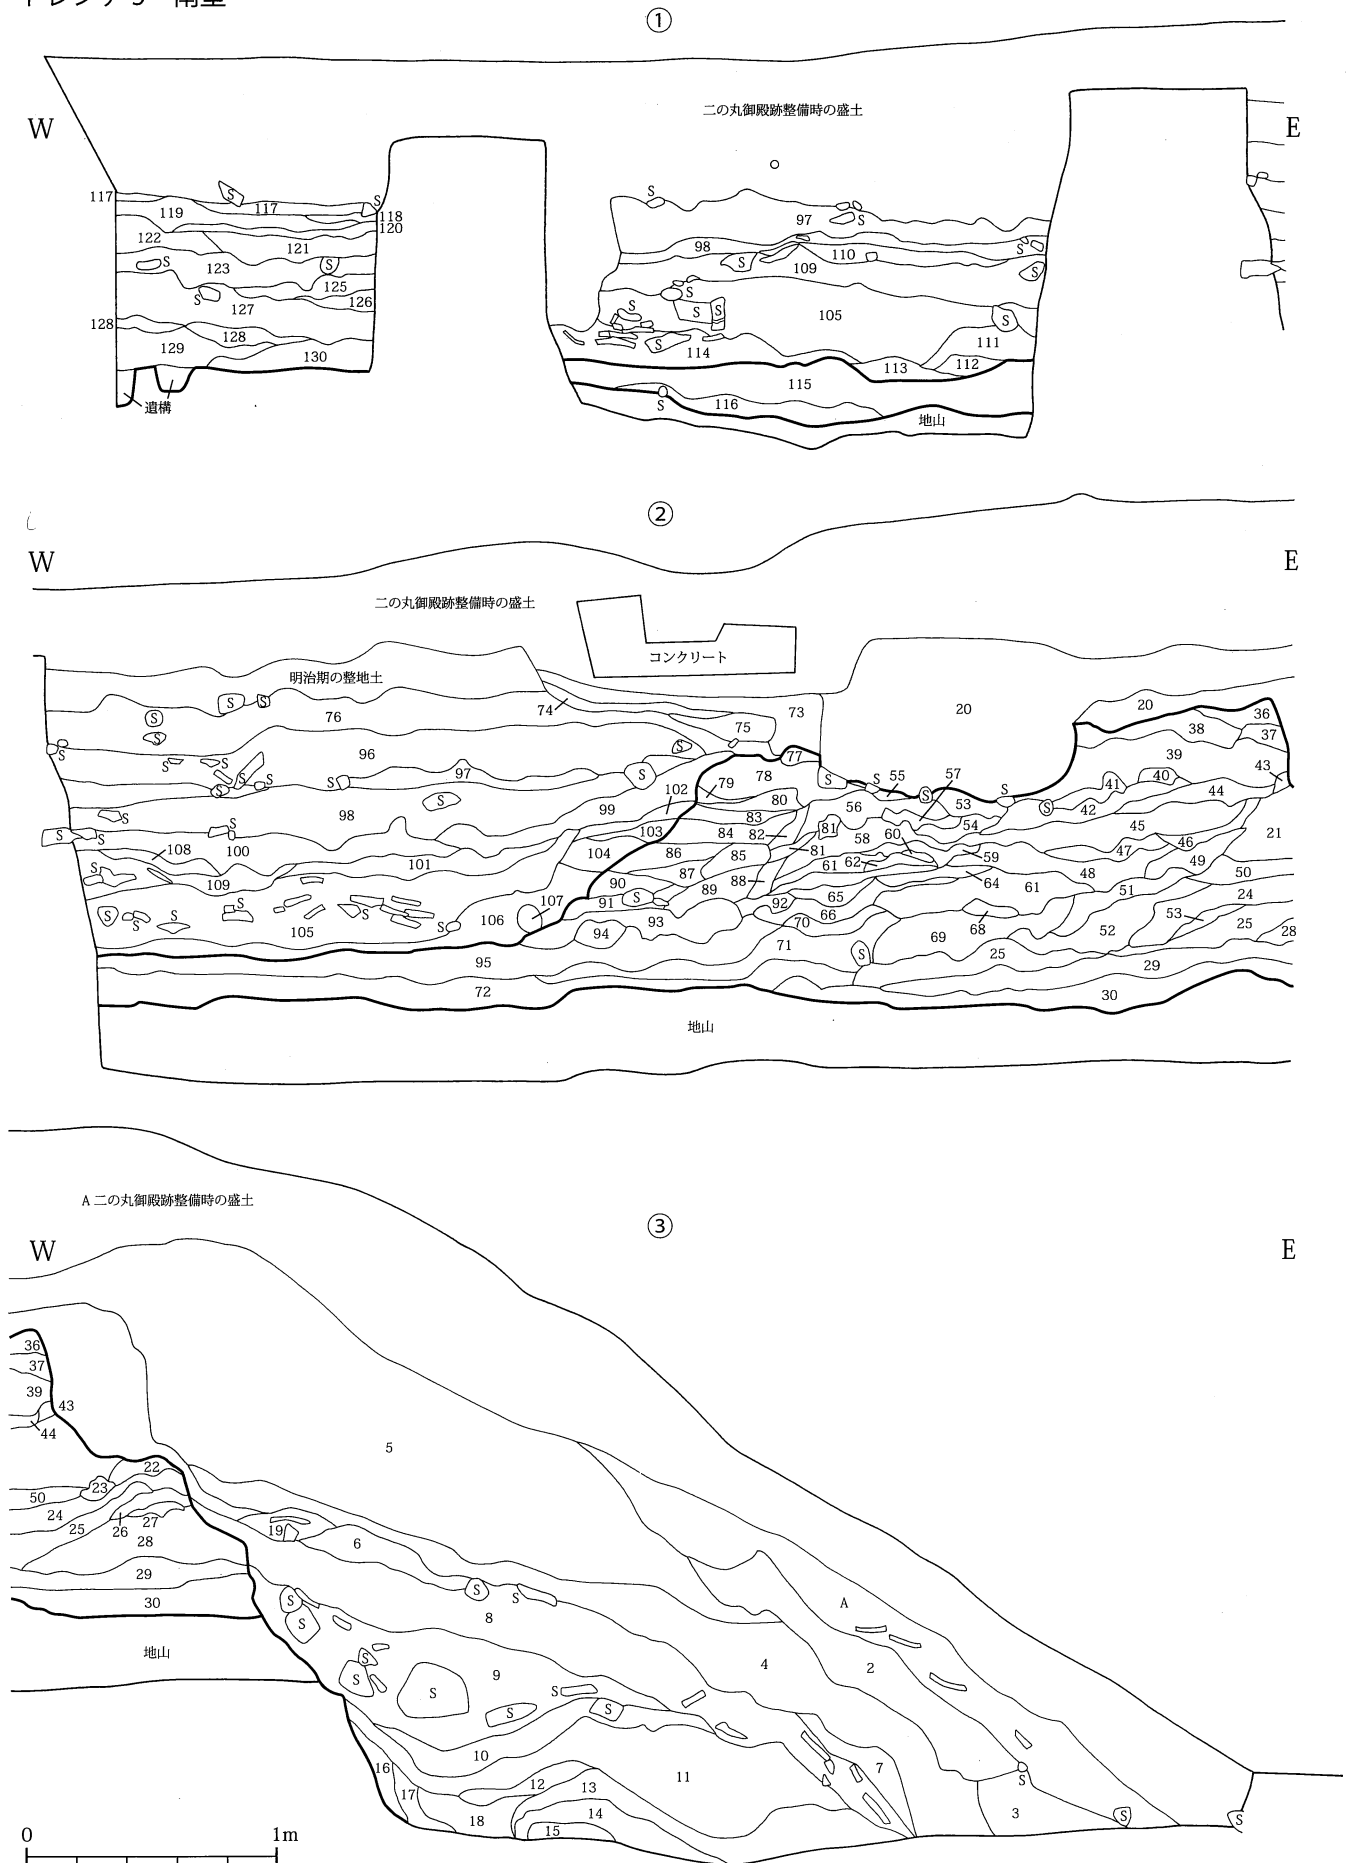 ①
W
E
二の丸御殿跡整備時の盛土
117 S 117 S 118
119 120
122 121
S 123 S
125
S 127 126
128 128
129 130
遺構
S
97 S
98 110 S
S 109 S
S
S S S 105 S
S 114 111
113 112
115
S 116
地山
②
W
E
二の丸御殿跡整備時の盛土
コンクリート
明治期の整地土
S S 76 74 73 20 20 36
S 75 38 37
S 96 S 77 39
S S 97 S 79 78 S S 55 57 S 43
S S S S 102 80 56 S 53 S 41 40 44
S 98 99 83 81 54 42
S S 103 84 82 58 60 45 21
108 100 104 86 85 81 59 47 46
S 109 101 87 88 61 62 64 61 48 49 50
90 89 51 24
S S S S S 107 91 S 92 65 68 53
S 105 S 106 94 93 70 66 69 52 25 28
95 71 S 25 29
72 30
地山
③
W
E
A 二の丸御殿跡整備時の盛土
36
37
39
43
44
5
22
23
50
24
25 26 27
28
19
6
29
30
地山
S S
S S
8
S
S
9
S
S
S
S
10
16
17
12
13
18
14
15
11
A
4
2
7
S
3
S
S
0 1m